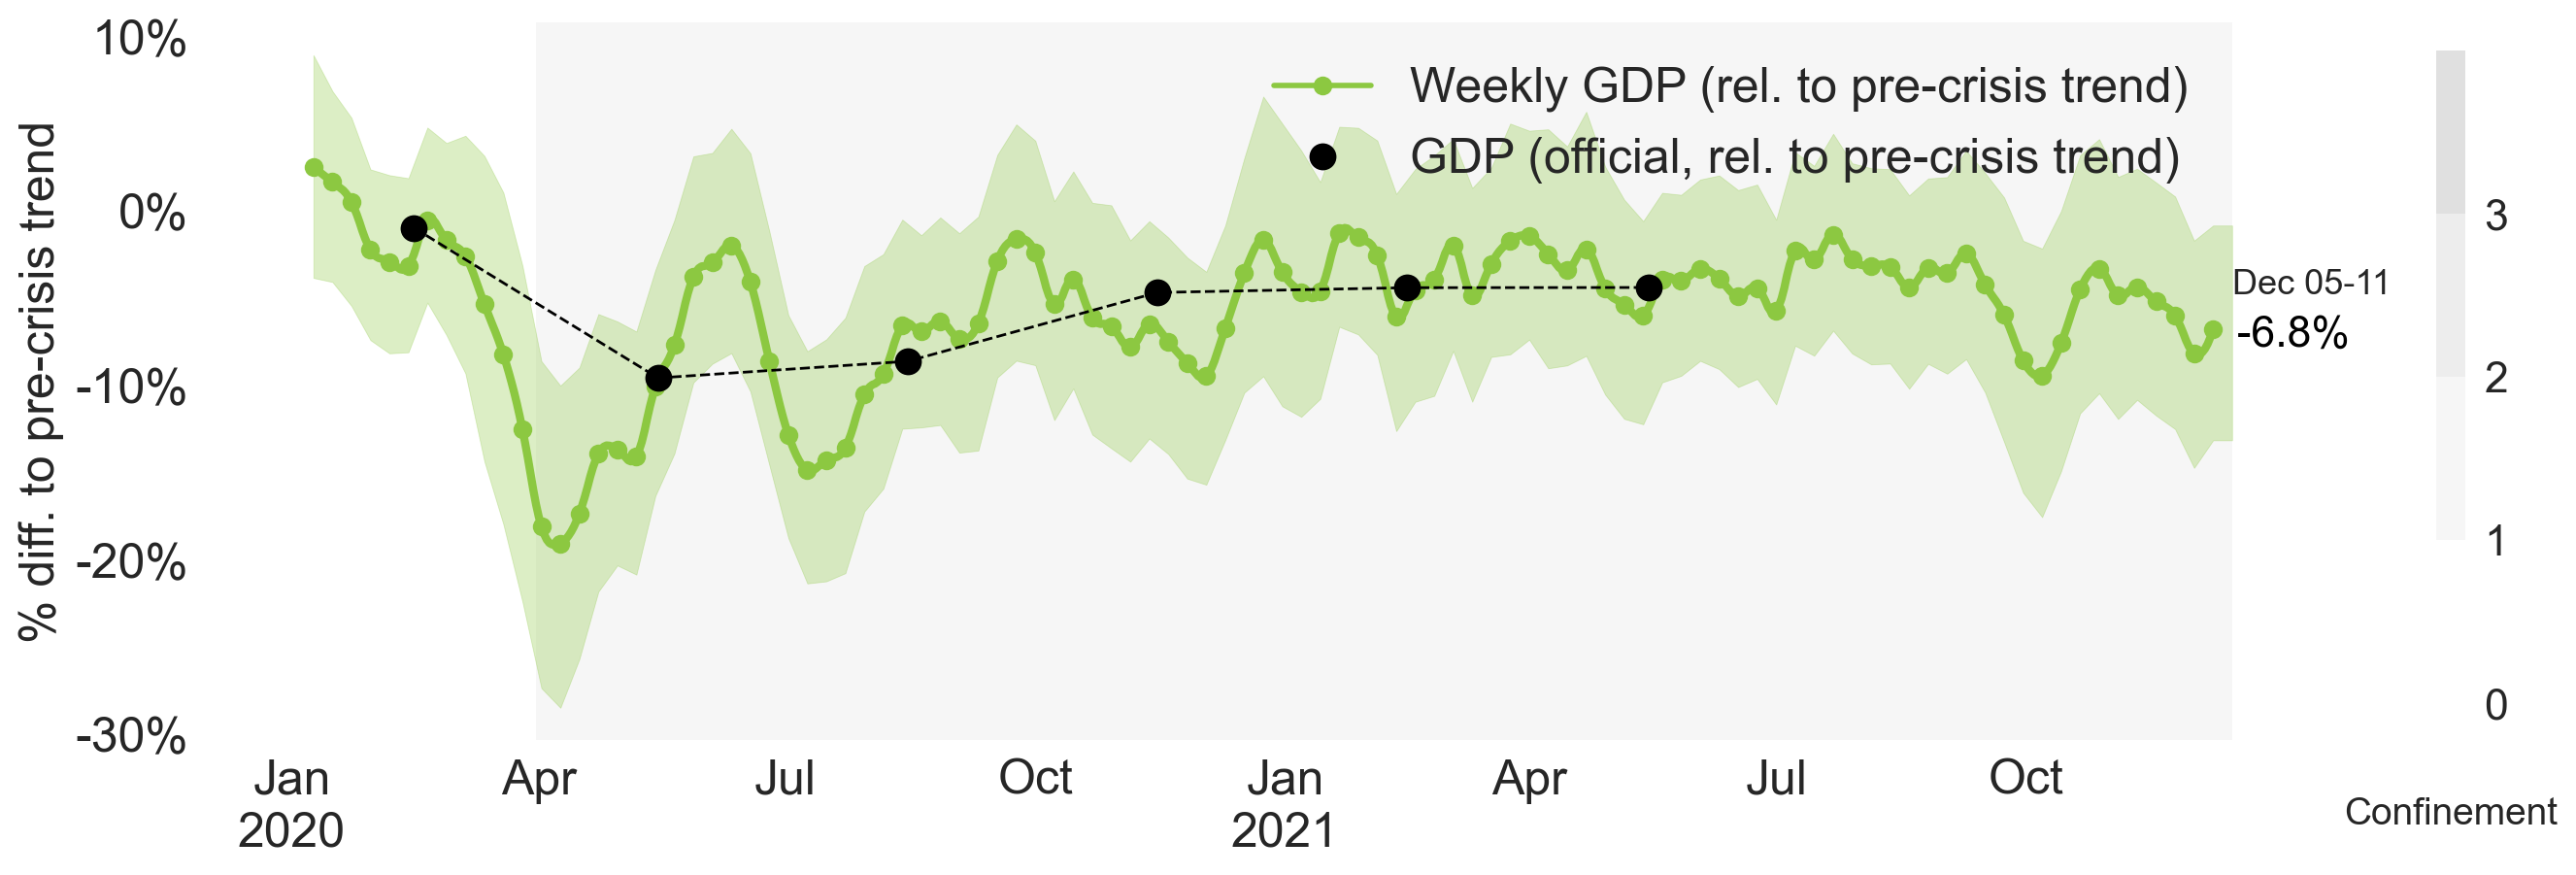 10%
0%
-10%
-20%
-30%
% diff. to pre-crisis trend
Weekly GDP (rel. to pre-crisis trend)
GDP (official, rel. to pre-crisis trend)
Dec 05-11
-6.8%
3
2
1
0
Confinement
Jan Apr Jul Oct Jan Apr Jul Oct
2020 2021